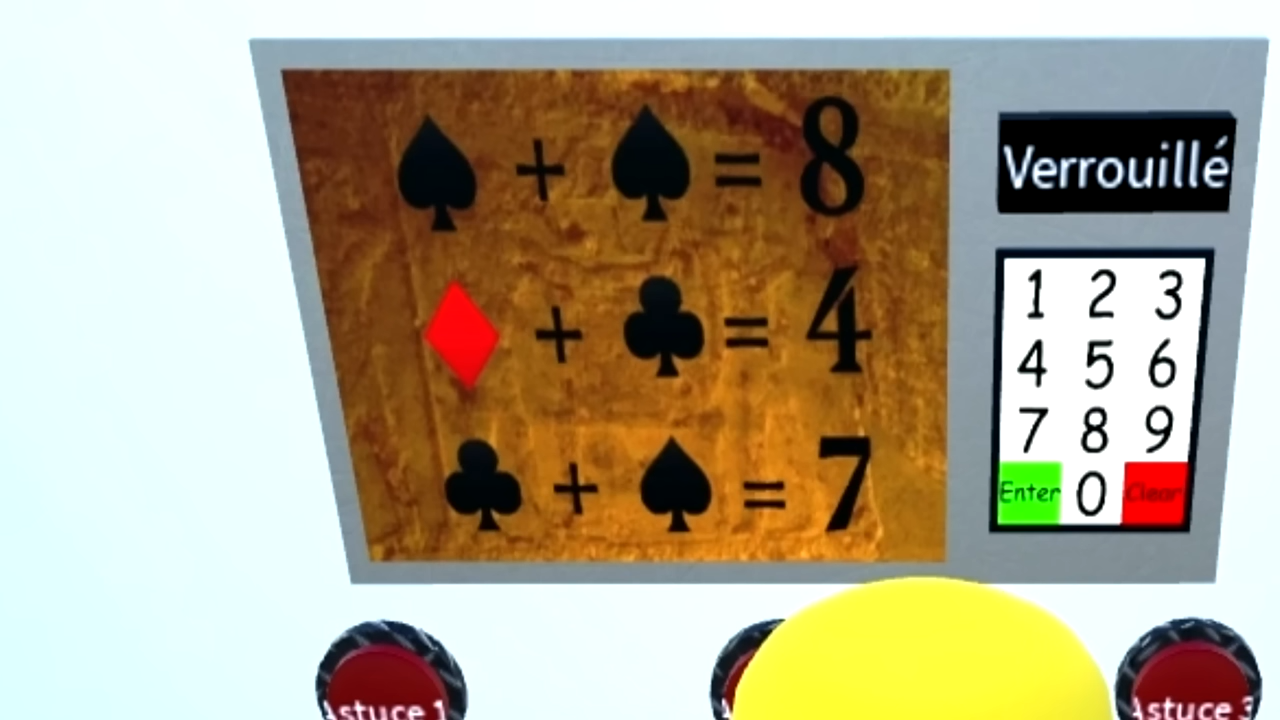 ♠ + ♠ = 8
♦ + ♣ = 4
♣ + ♠ = 7
Verrouillé
1 2 3
4 5 6
7 8 9
Enter 0 Clear
Astuce 1
Astuce 3